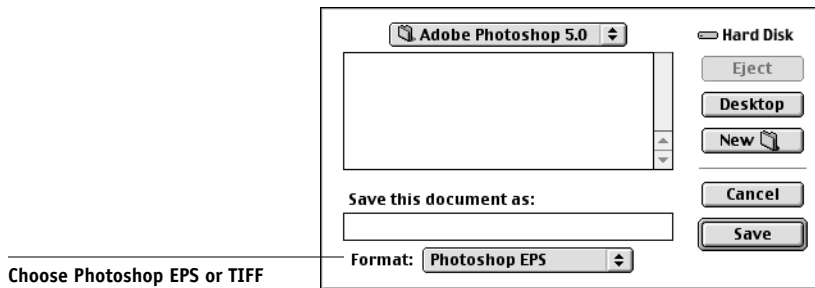 Adobe Photoshop 5.0
Hard Disk
Eject
Desktop
New
Save this document as:
Cancel
Save
Format: Photoshop EPS
Choose Photoshop EPS or TIFF